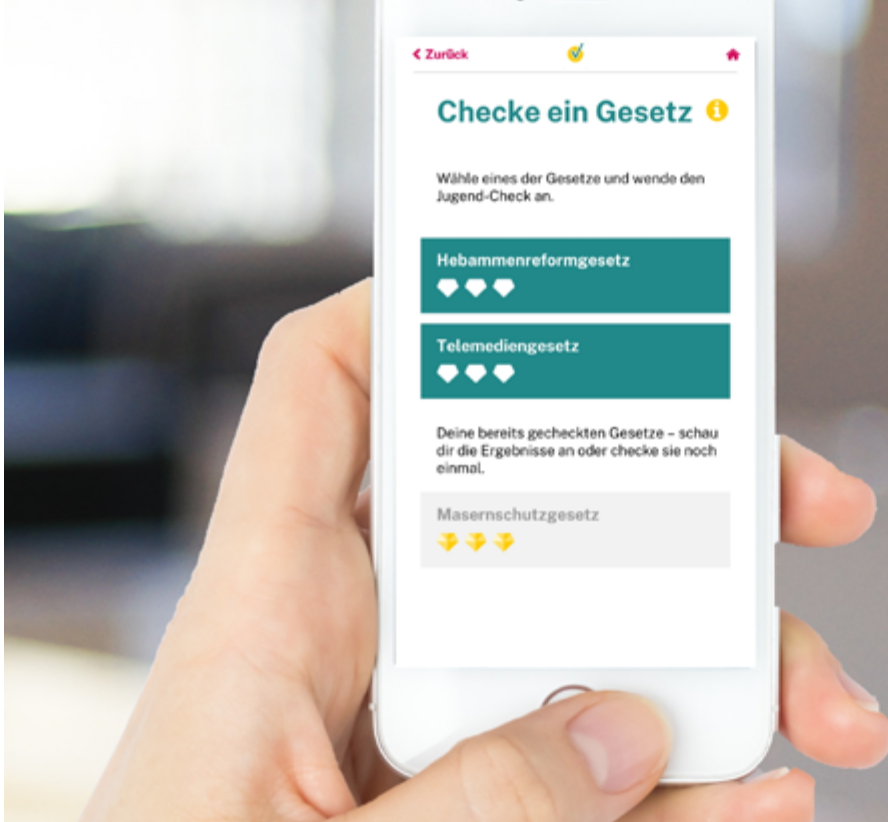 Zurück
Checke ein Gesetz
Wähle eines der Gesetze und wende den
Jugend-Check an.
Hebammenreformgesetz
Telemediengesetz
Deine bereits gecheckten Gesetze – schau
dir die Ergebnisse an oder checke sie noch
einmal.
Masernschutzgesetz